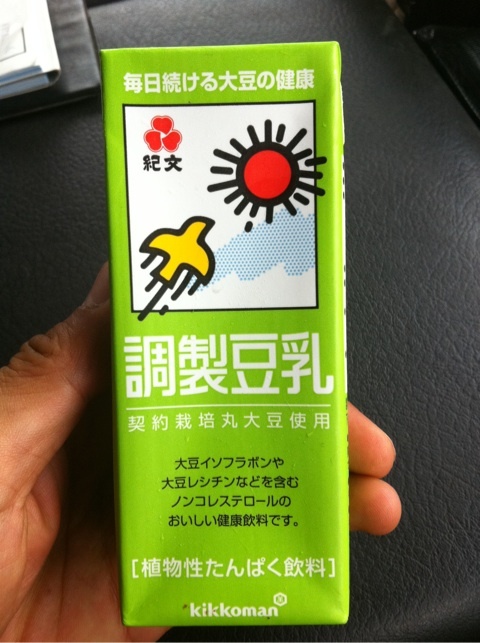 毎日続ける大豆の健康
紀文
調製豆乳
契約栽培丸大豆使用
大豆イソフラボンや
大豆レシチンなどを含む
ノンコレステロールの
おいしい健康飲料です。
[植物性たんぱく飲料]
kikkoman